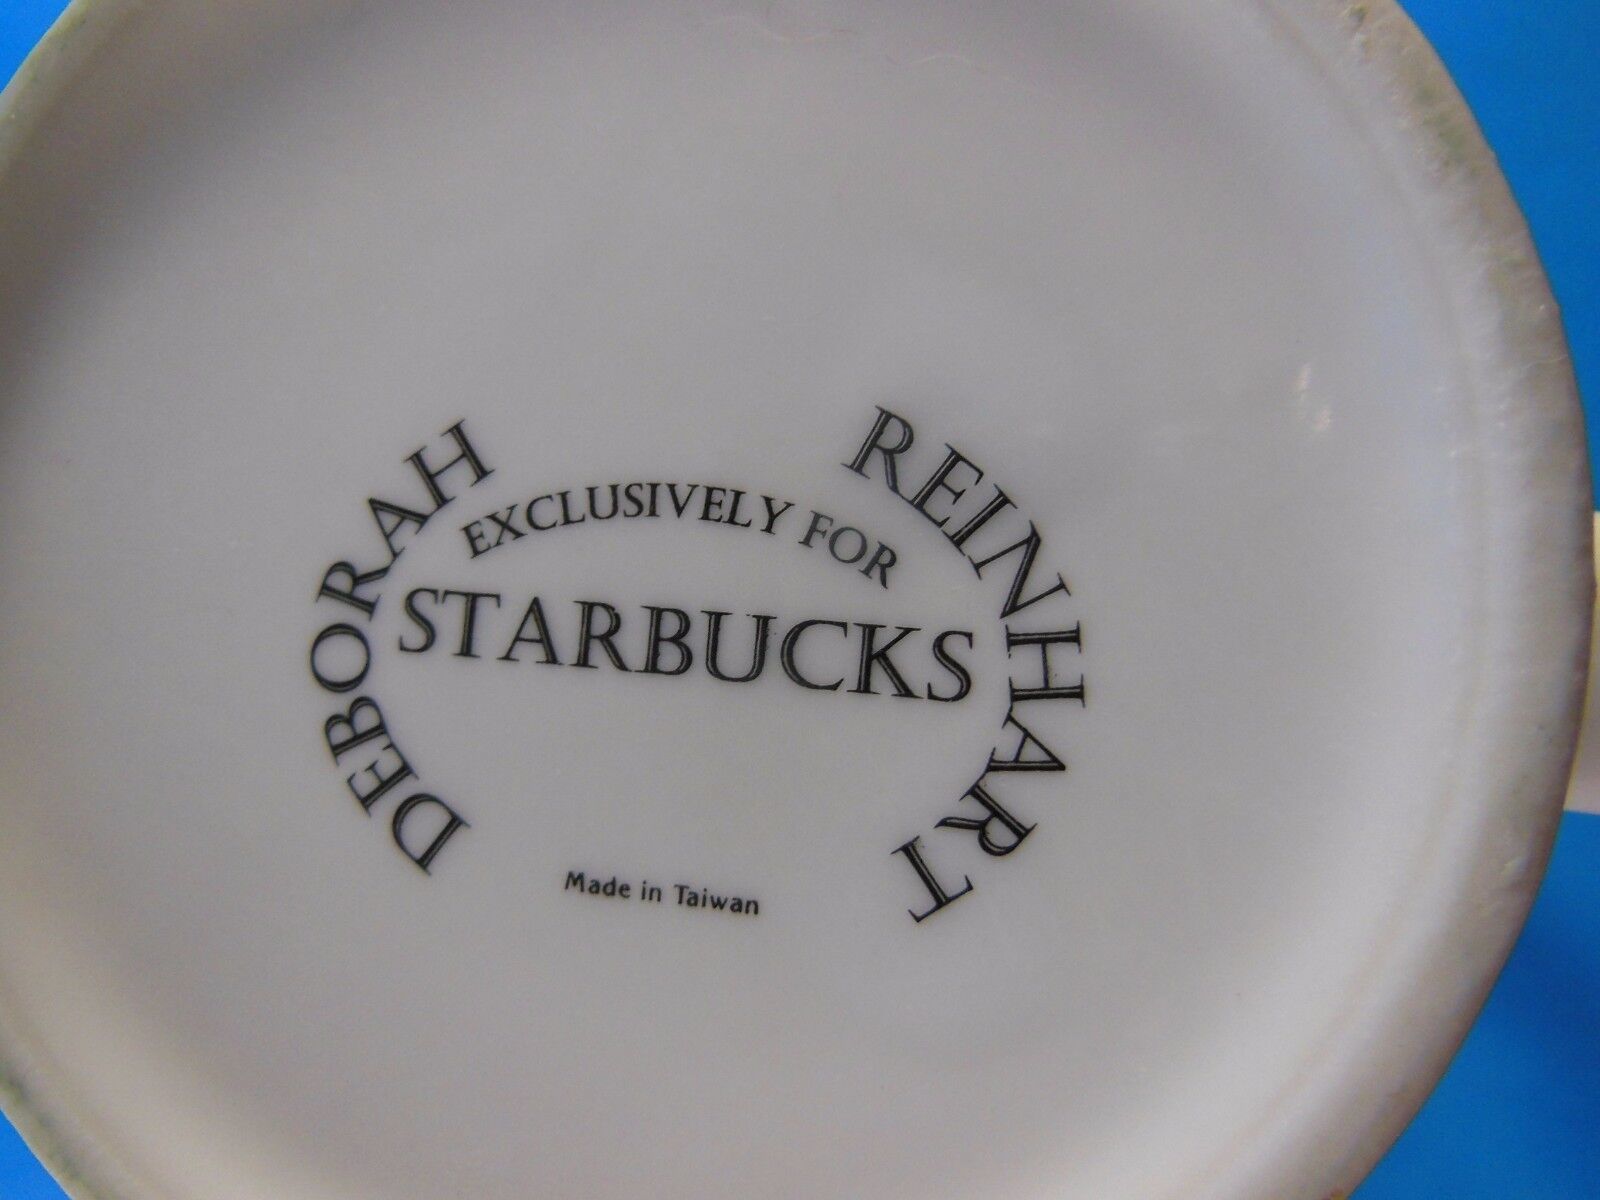 DEBORAH REINHART
EXCLUSIVELY FOR
STARBUCKS
Made in Taiwan